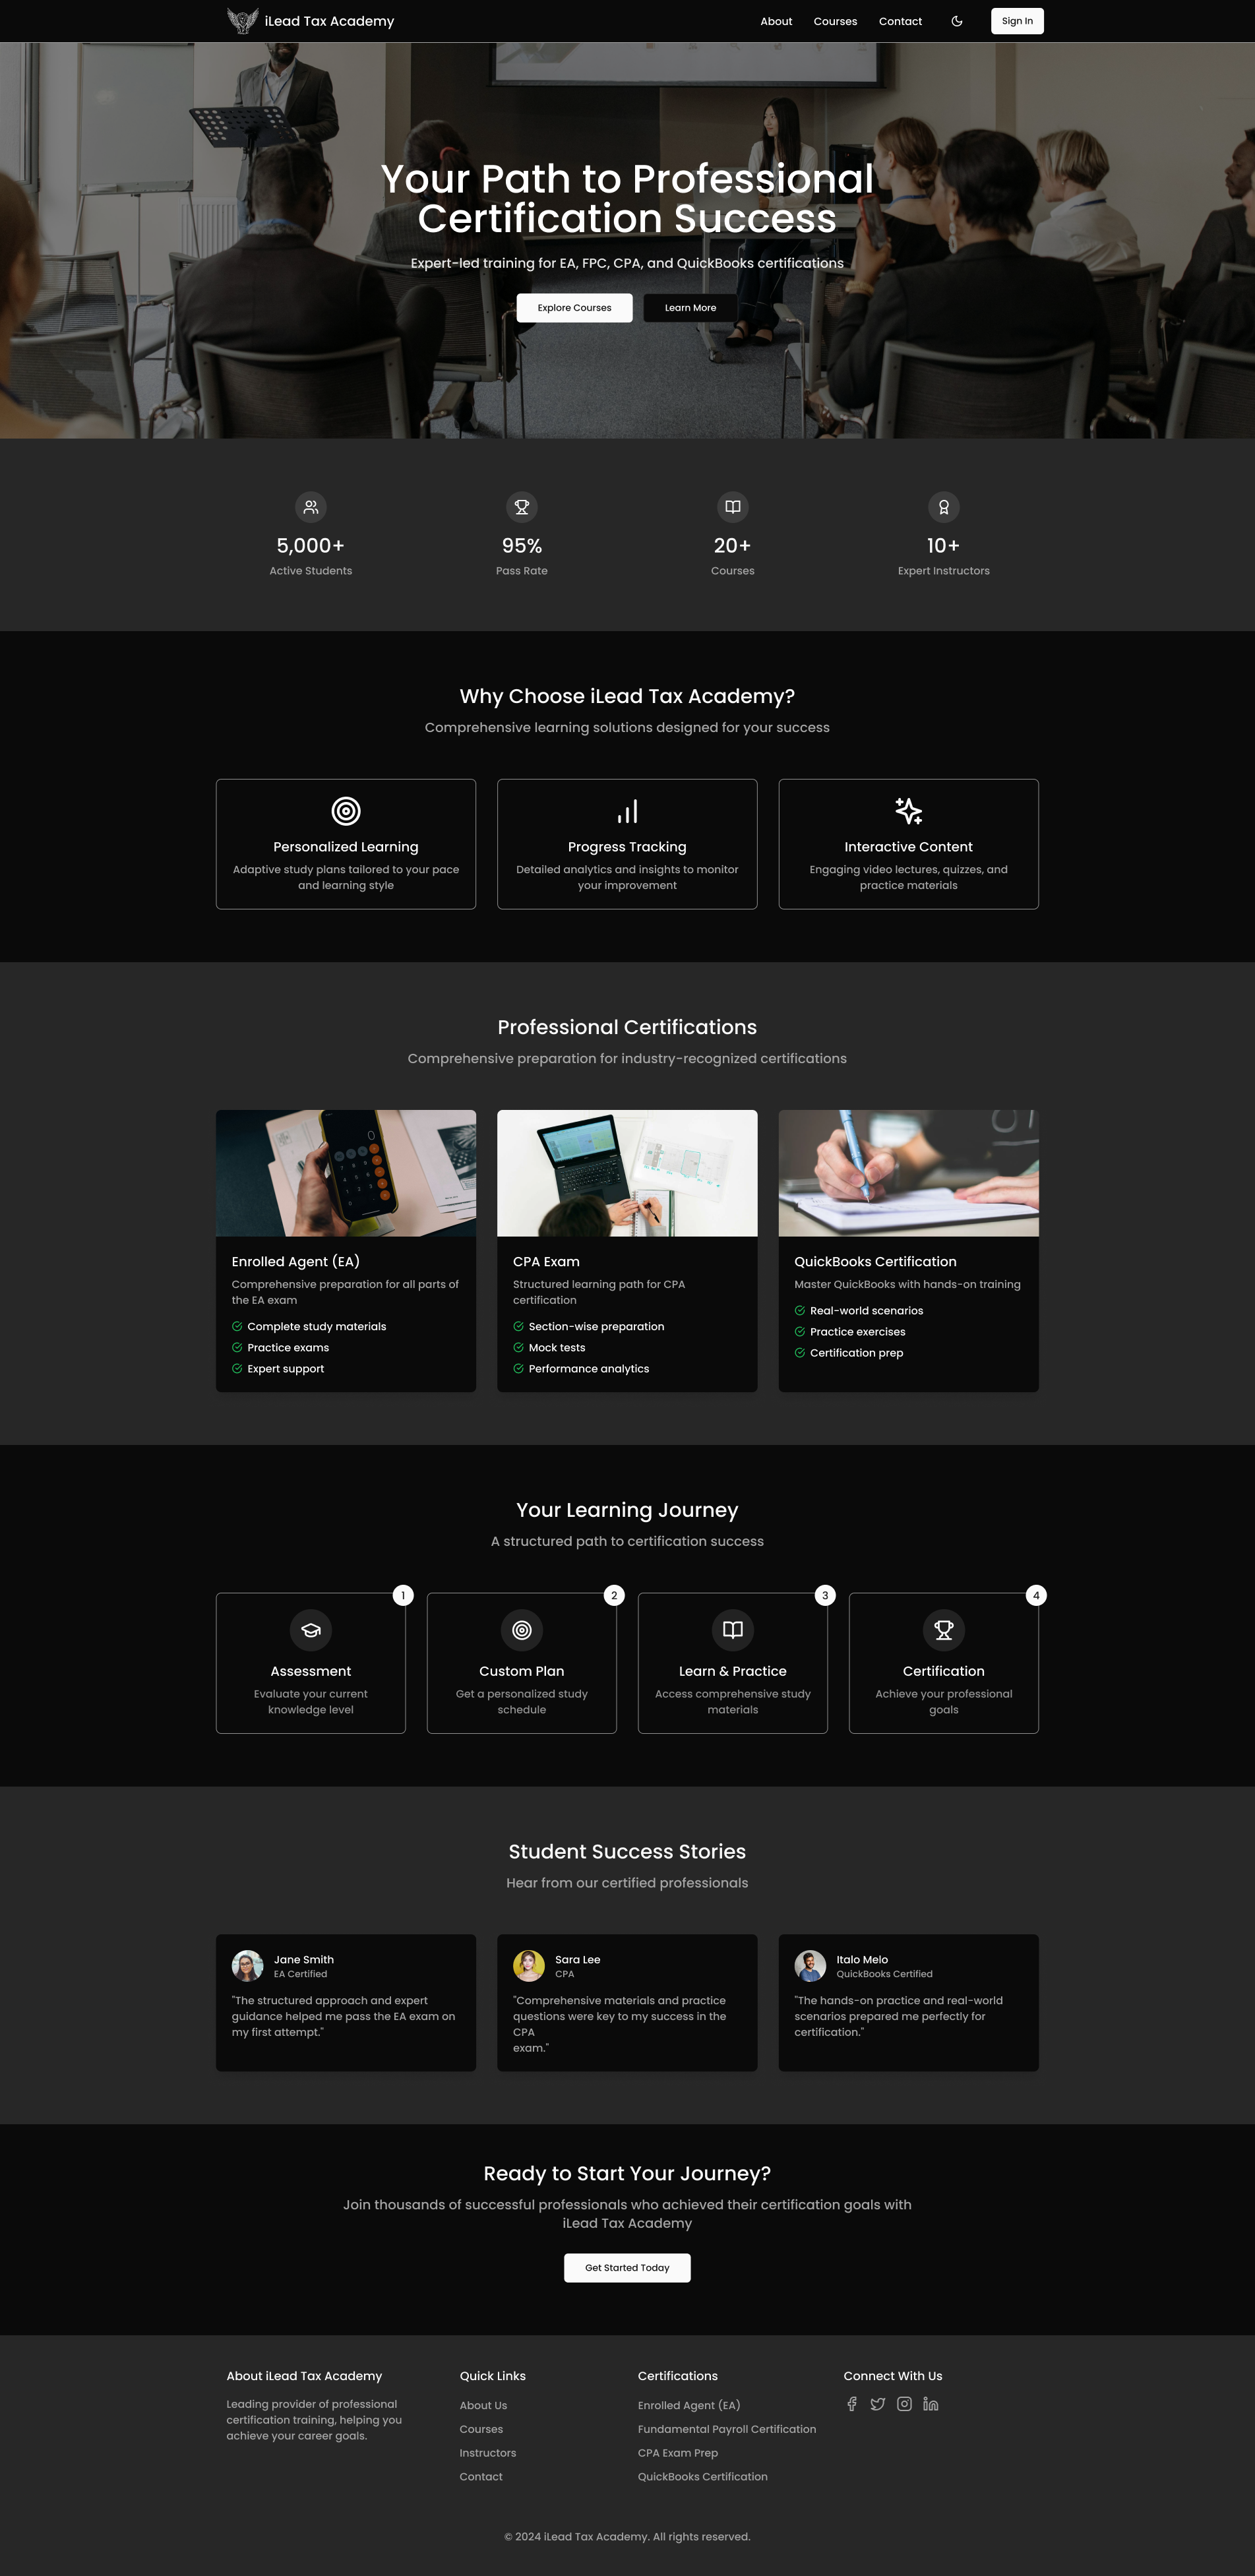 iLead Tax Academy
About
Courses
Contact
Sign In
Your Path to Professional
Certification Success
Expert-led training for EA, FPC, CPA, and QuickBooks certifications
Explore Courses
Learn More
5,000+
Active Students
95%
Pass Rate
20+
Courses
10+
Expert Instructors
Why Choose iLead Tax Academy?
Comprehensive learning solutions designed for your success
Personalized Learning
Adaptive study plans tailored to your pace
and learning style
Progress Tracking
Detailed analytics and insights to monitor
your improvement
Interactive Content
Engaging video lectures, quizzes, and
practice materials
Professional Certifications
Comprehensive preparation for industry-recognized certifications
Enrolled Agent (EA)
Comprehensive preparation for all parts of
the EA exam
Complete study materials
Practice exams
Expert support
CPA Exam
Structured learning path for CPA
certification
Section-wise preparation
Mock tests
Performance analytics
QuickBooks Certification
Master QuickBooks with hands-on training
Real-world scenarios
Practice exercises
Certification prep
Your Learning Journey
A structured path to certification success
1
Assessment
Evaluate your current
knowledge level
2
Custom Plan
Get a personalized study
schedule
3
Learn & Practice
Access comprehensive study
materials
4
Certification
Achieve your professional
goals
Student Success Stories
Hear from our certified professionals
Jane Smith
EA Certified
"The structured approach and expert
guidance helped me pass the EA exam on
my first attempt."
Sara Lee
CPA
"Comprehensive materials and practice
questions were key to my success in the
CPA
exam."
Italo Melo
QuickBooks Certified
"The hands-on practice and real-world
scenarios prepared me perfectly for
certification."
Ready to Start Your Journey?
Join thousands of successful professionals who achieved their certification goals with
iLead Tax Academy
Get Started Today
About iLead Tax Academy
Leading provider of professional
certification training, helping you
achieve your career goals.
Quick Links
About Us
Courses
Instructors
Contact
Certifications
Enrolled Agent (EA)
Fundamental Payroll Certification
CPA Exam Prep
QuickBooks Certification
Connect With Us
© 2024 iLead Tax Academy. All rights reserved.